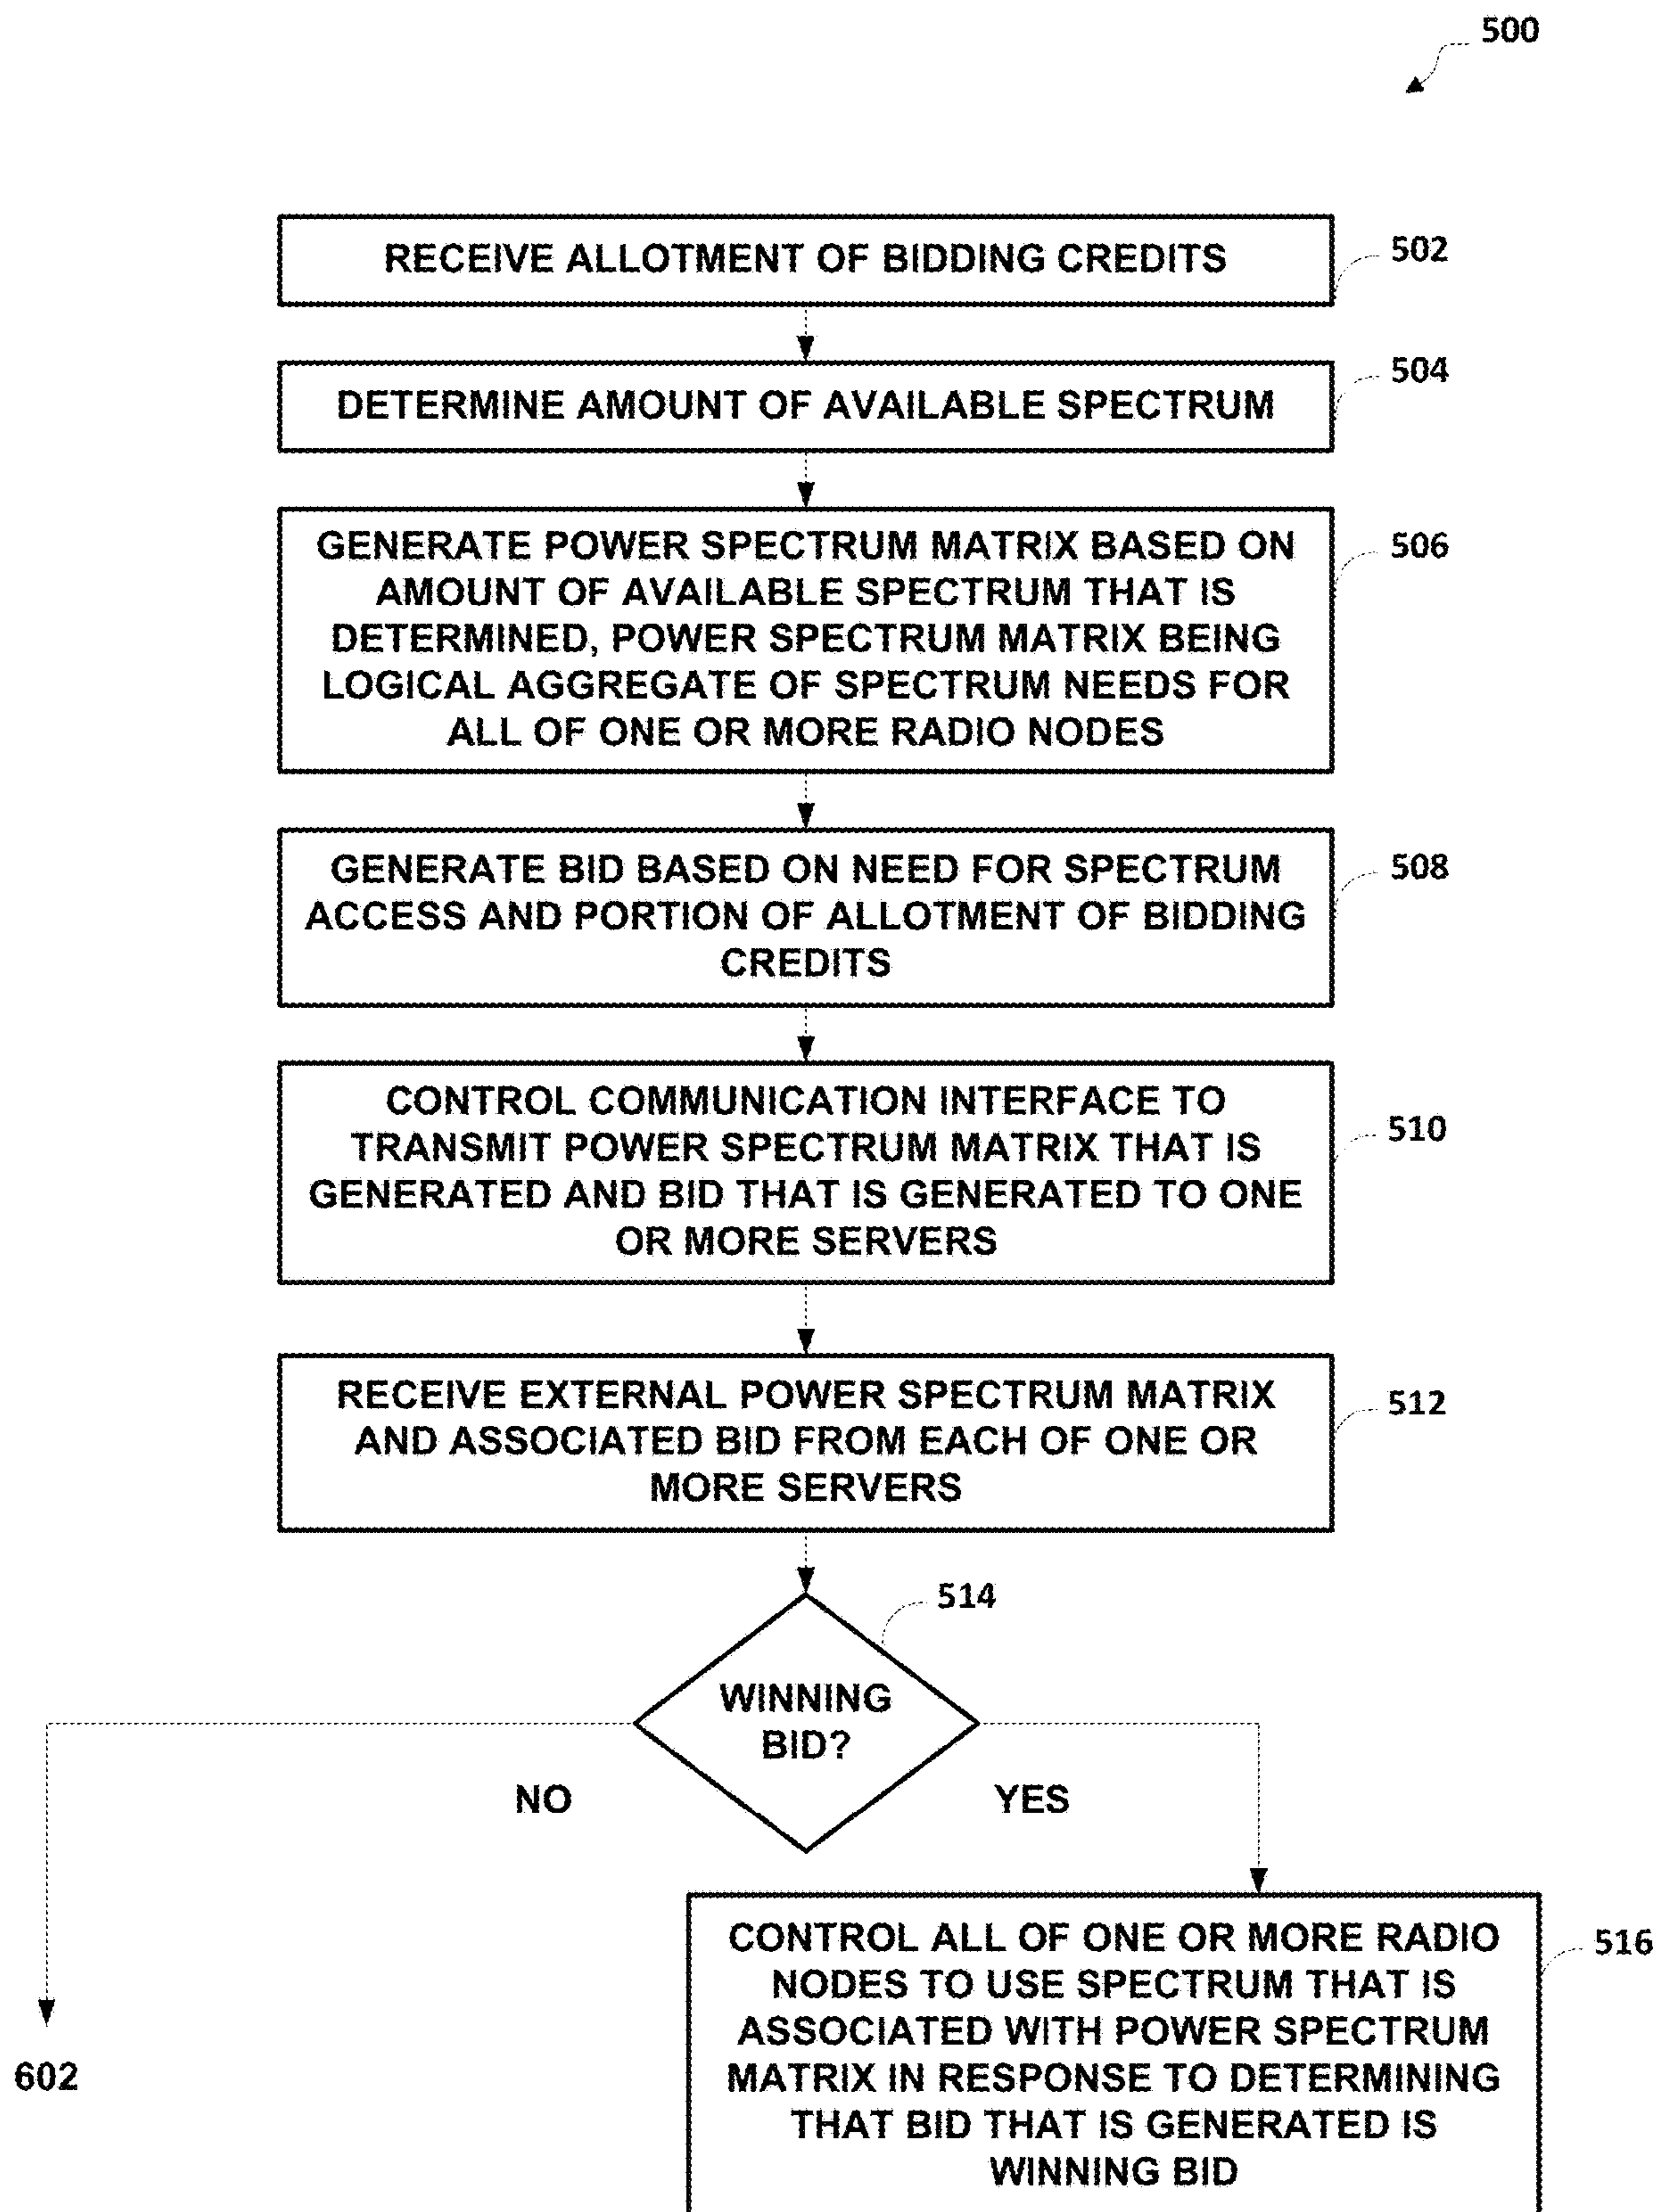 500
RECEIVE ALLOTMENT OF BIDDING CREDITS
502
DETERMINE AMOUNT OF AVAILABLE SPECTRUM
504
GENERATE POWER SPECTRUM MATRIX BASED ON
AMOUNT OF AVAILABLE SPECTRUM THAT IS
DETERMINED, POWER SPECTRUM MATRIX BEING
LOGICAL AGGREGATE OF SPECTRUM NEEDS FOR
ALL OF ONE OR MORE RADIO NODES
506
GENERATE BID BASED ON NEED FOR SPECTRUM
ACCESS AND PORTION OF ALLOTMENT OF BIDDING
CREDITS
508
CONTROL COMMUNICATION INTERFACE TO
TRANSMIT POWER SPECTRUM MATRIX THAT IS
GENERATED AND BID THAT IS GENERATED TO ONE
OR MORE SERVERS
510
RECEIVE EXTERNAL POWER SPECTRUM MATRIX
AND ASSOCIATED BID FROM EACH OF ONE OR
MORE SERVERS
512
514
WINNING
BID?
NO
YES
602
CONTROL ALL OF ONE OR MORE RADIO
NODES TO USE SPECTRUM THAT IS
ASSOCIATED WITH POWER SPECTRUM
MATRIX IN RESPONSE TO DETERMINING
THAT BID THAT IS GENERATED IS
WINNING BID
516